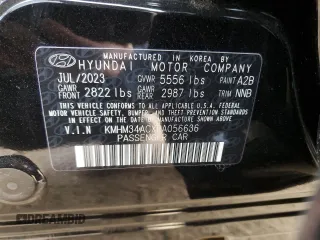 MANUFACTURED IN KOREA BY
HYUNDAI MOTOR COMPANY
JUL/2023 GVWR 5556 lbs PAINT A2B
GAWR FRONT 2822 lbs GAWR REAR 2987 lbs TRIM NNB
THIS VEHICLE CONFORMS TO ALL APPLICABLE U.S. FEDERAL MOTOR
VEHICLE SAFETY, BUMPER, AND THEFT PREVENTION
STANDARDS IN EFFECT ON THE DATE OF MANUFACTURE
SHOWN ABOVE.
V.I.N KMHM34AC A056636
PASSENGER CAR